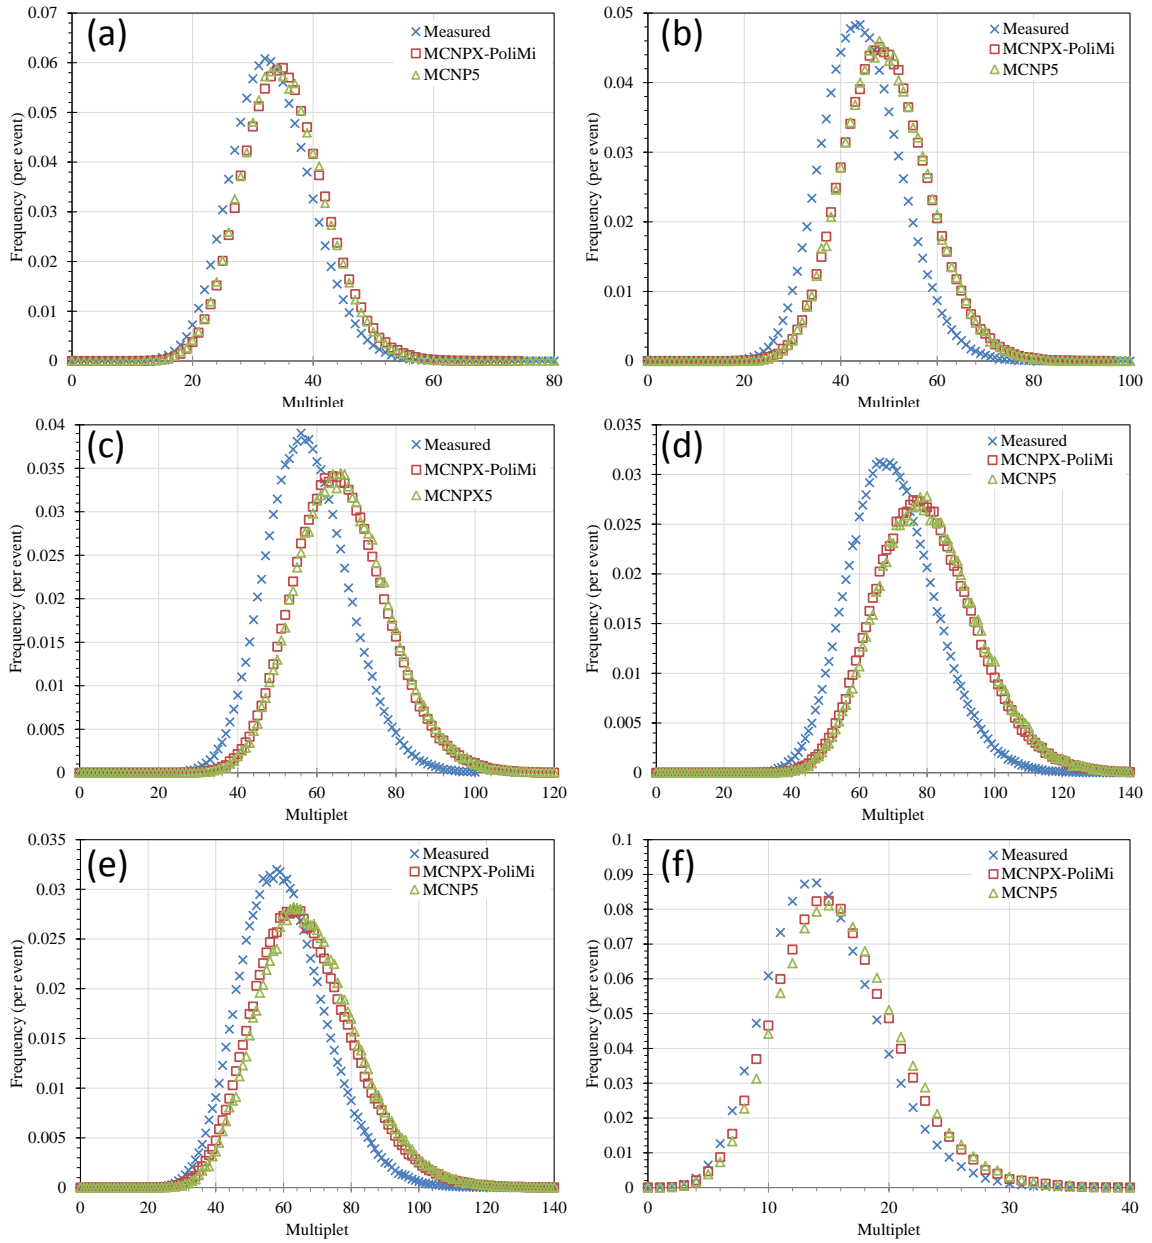 (a)
Measured
MCNPX-PoliMi
MCNP5
Frequency (per event)
0.07
0.06
0.05
0.04
0.03
0.02
0.01
0
0 20 40 60 80
Multiplet
(b)
Measured
MCNPX-PoliMi
MCNP5
Frequency (per event)
0.05
0.04
0.03
0.02
0.01
0
0 20 40 60 80 100
Multiplet
(c)
Measured
MCNPX-PoliMi
MCNPX5
Frequency (per event)
0.04
0.035
0.03
0.025
0.02
0.015
0.01
0.005
0
0 20 40 60 80 100 120
Multiplet
(d)
Measured
MCNPX-PoliMi
MCNP5
Frequency (per event)
0.035
0.03
0.025
0.02
0.015
0.01
0.005
0
0 20 40 60 80 100 120 140
Multiplet
(e)
Measured
MCNPX-PoliMi
MCNP5
Frequency (per event)
0.035
0.03
0.025
0.02
0.015
0.01
0.005
0
0 20 40 60 80 100 120 140
Multiplet
(f)
Measured
MCNPX-PoliMi
MCNP5
Frequency (per event)
0.1
0.09
0.08
0.07
0.06
0.05
0.04
0.03
0.02
0.01
0
0 10 20 30 40
Multiplet